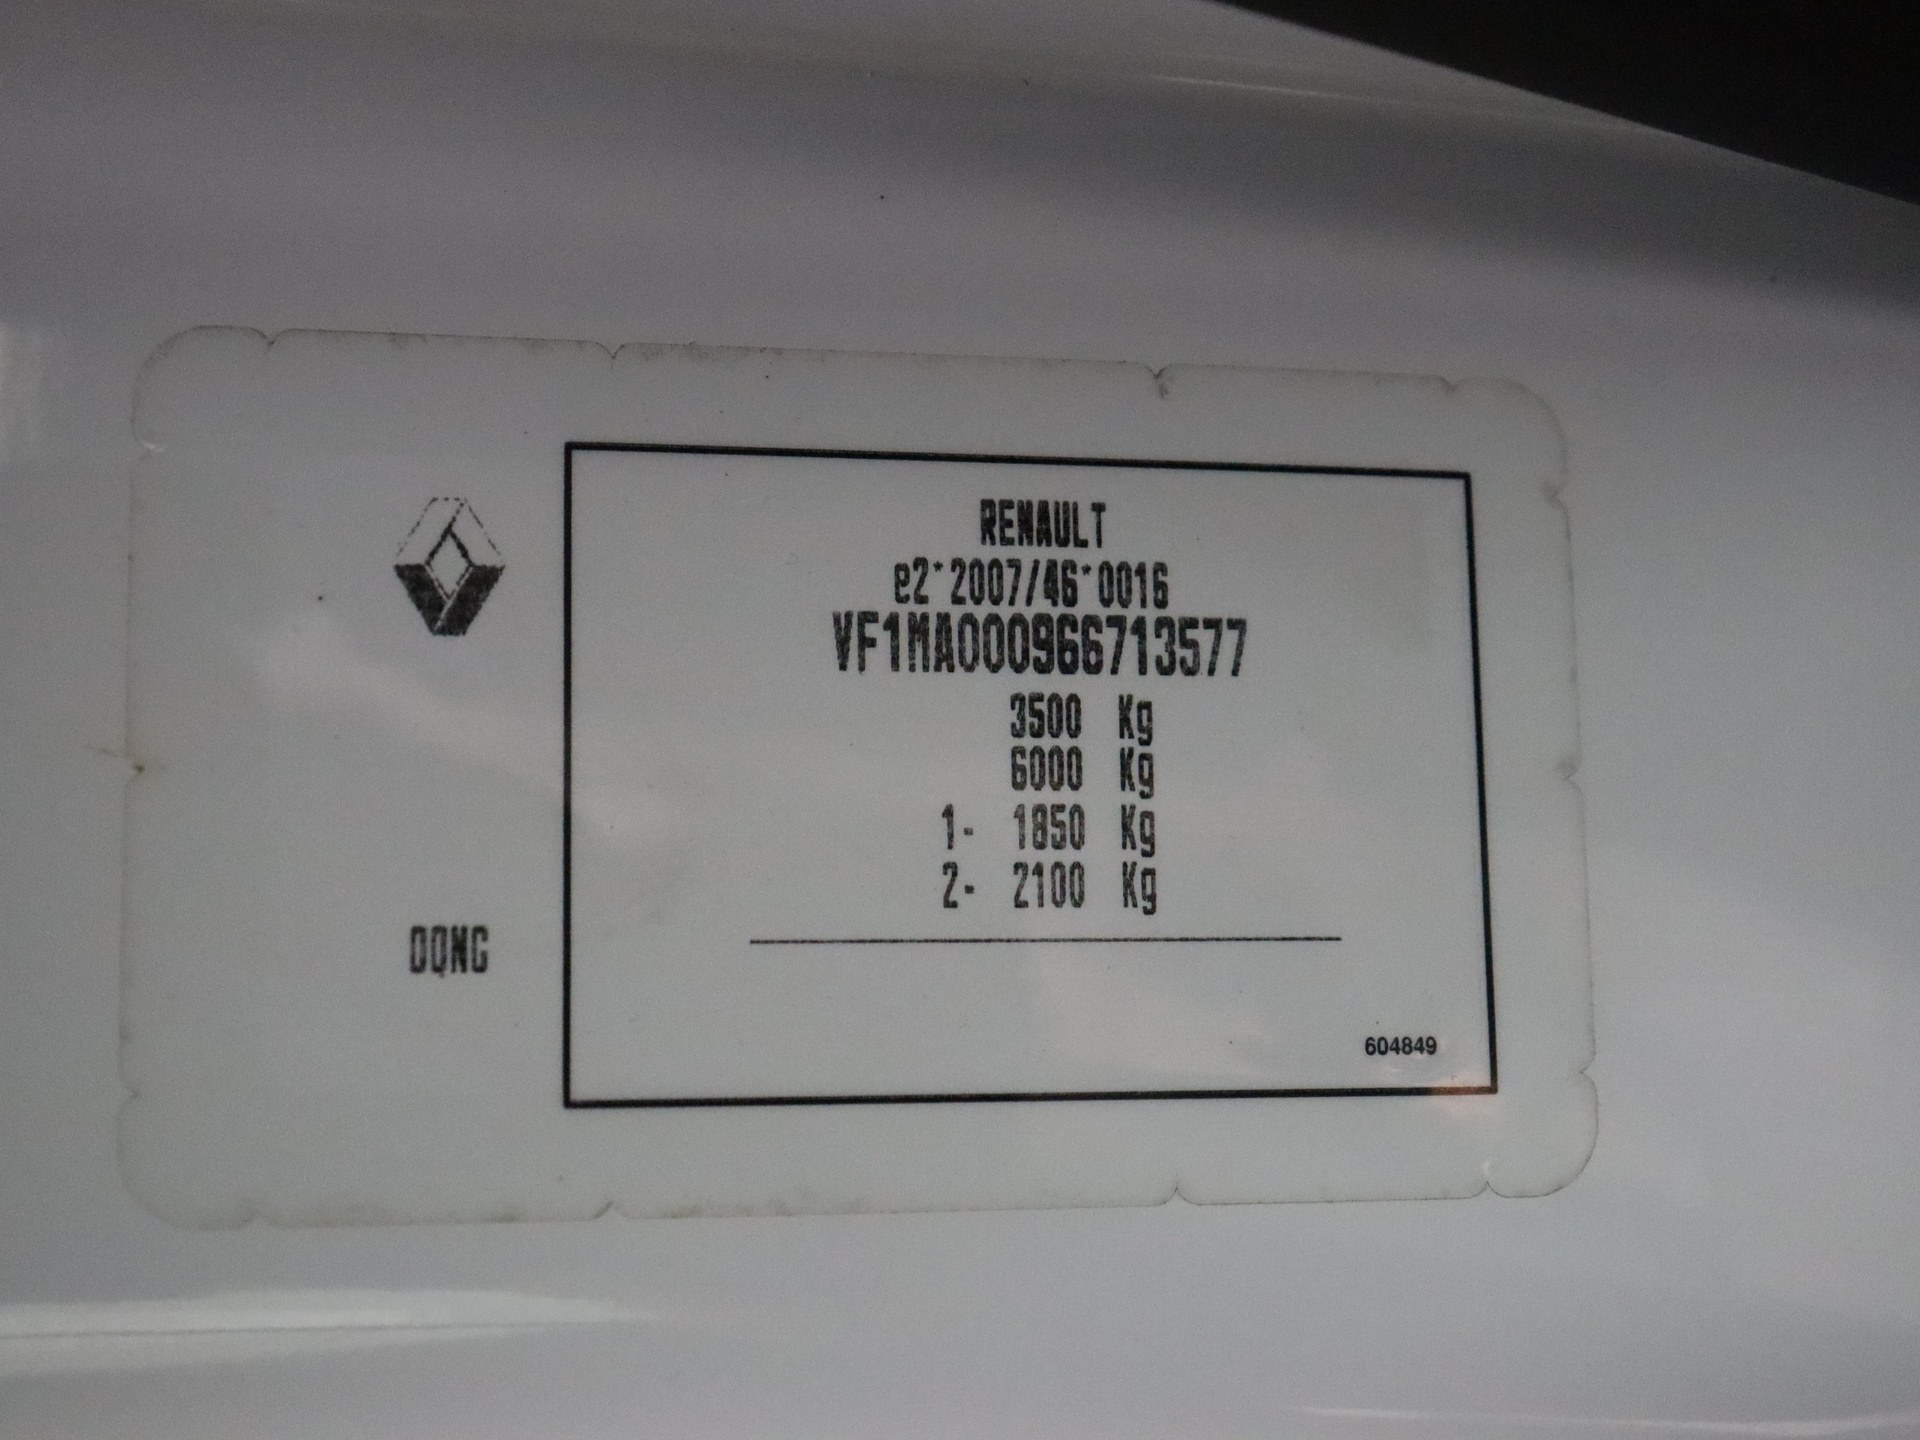 RENAULT
e2*2007/46*0016
VF1MA000966713577
3500 Kg
6000 Kg
1- 1850 Kg
2- 2100 Kg
DQNG
604849